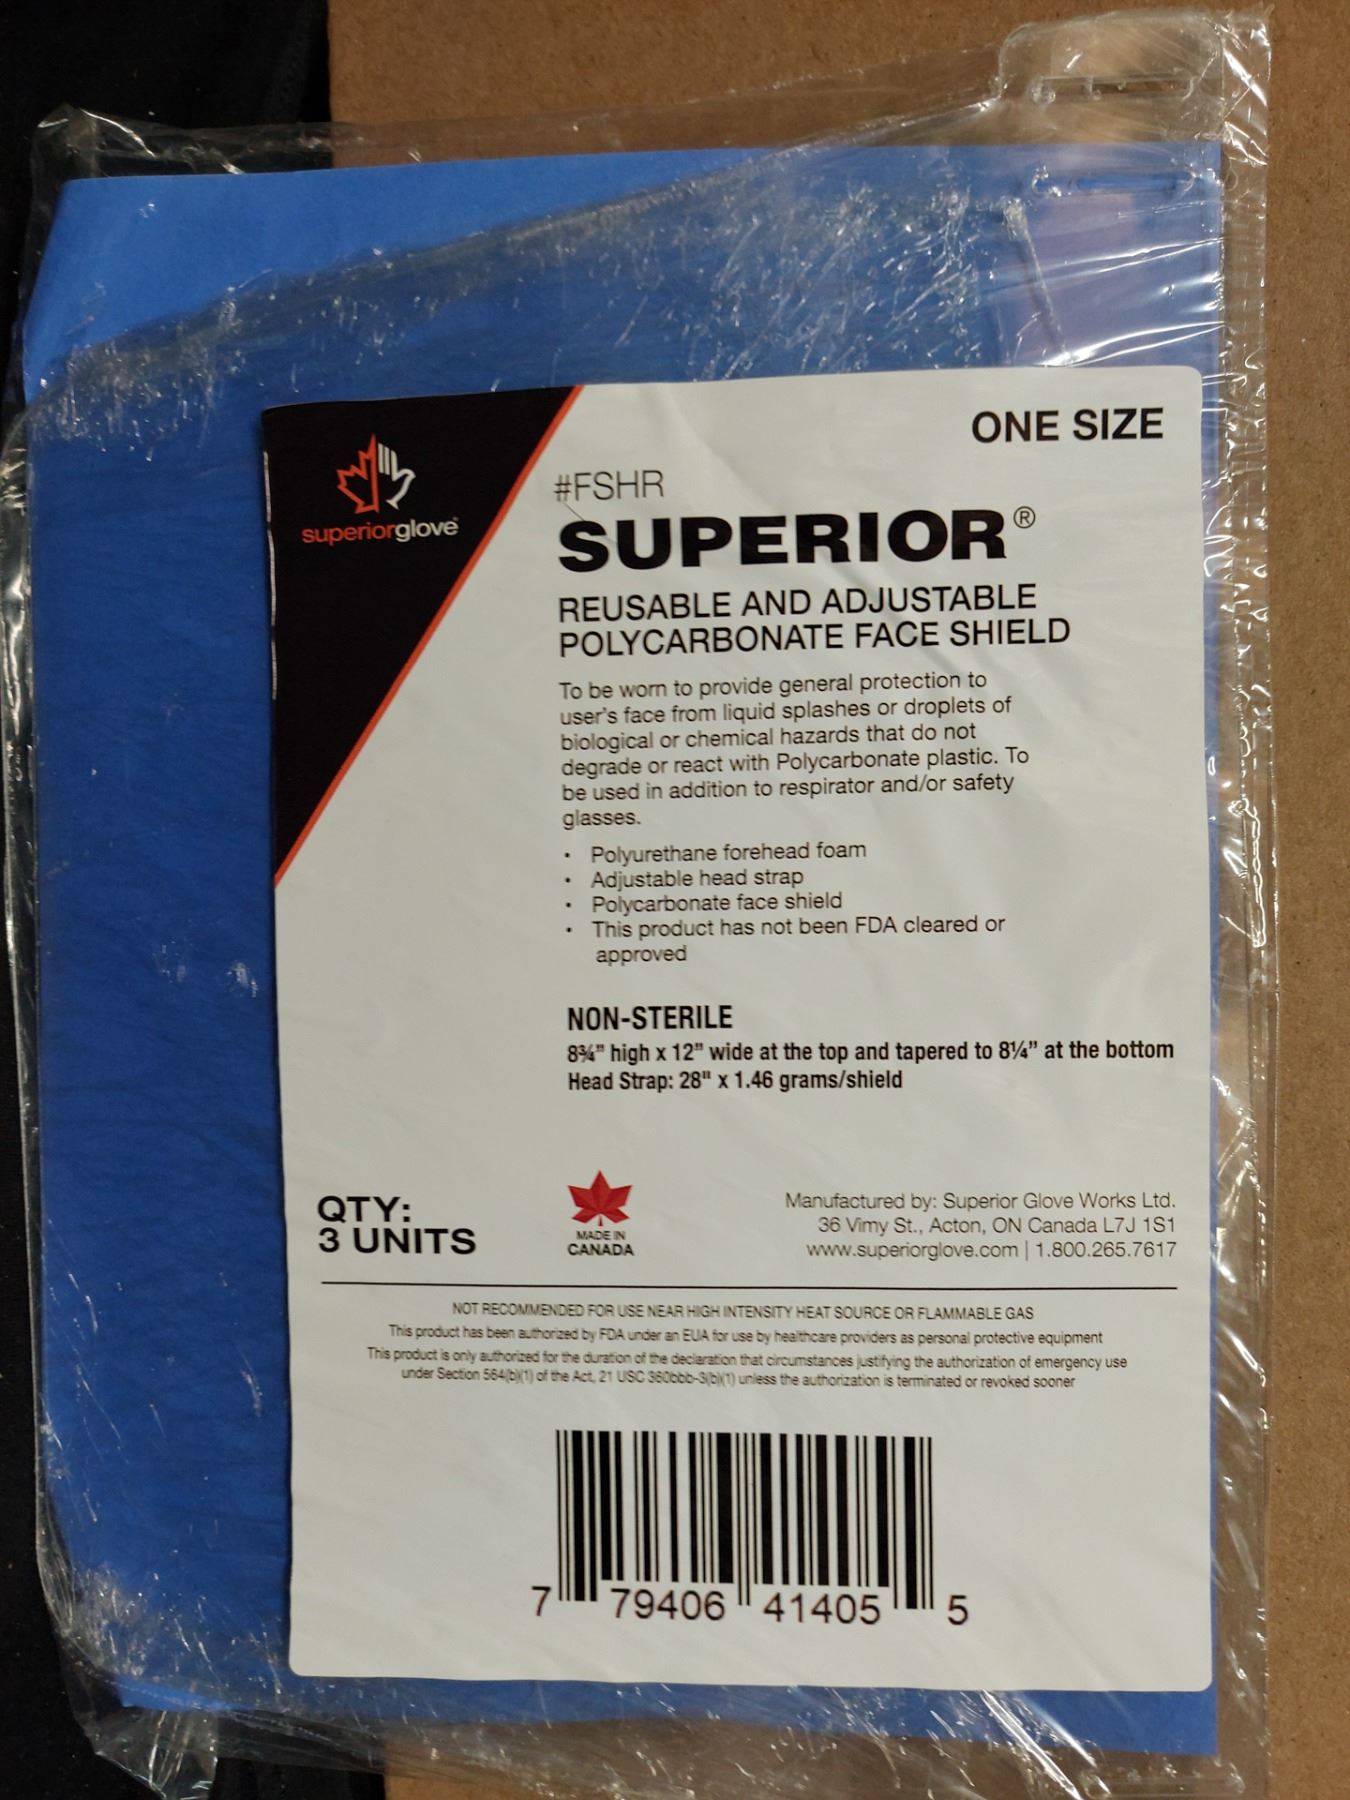 ONE SIZE
superiorglove®
#FSHR
SUPERIOR®
REUSABLE AND ADJUSTABLE
POLYCARBONATE FACE SHIELD
To be worn to provide general protection to
user's face from liquid splashes or droplets of
biological or chemical hazards that do not
degrade or react with Polycarbonate plastic. To
be used in addition to respirator and/or safety
glasses.
• Polyurethane forehead foam
• Adjustable head strap
• Polycarbonate face shield
• This product has not been FDA cleared or
approved
NON-STERILE
8¾" high x 12" wide at the top and tapered to 8¼" at the bottom
Head Strap: 28" x 1.46 grams/shield
QTY:
3 UNITS
MADE IN
CANADA
Manufactured by: Superior Glove Works Ltd.
36 Vimy St., Acton, ON Canada L7J 1S1
www.superiorglove.com | 1.800.265.7617
NOT RECOMMENDED FOR USE NEAR HIGH INTENSITY HEAT SOURCE OR FLAMMABLE GAS
This product has been authorized by FDA under an EUA for use by healthcare providers as personal protective equipment
This product is only authorized for the duration of the declaration that circumstances justifying the authorization of emergency use
under Section 564(b)(1) of the Act, 21 USC 360bbb-3(b)(1) unless the authorization is terminated or revoked sooner
7 79406 41405 5